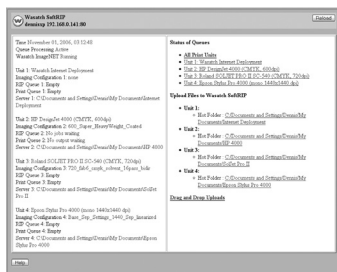 Wasatch SoftRIP
dennisxp 192.168.0.141:80
Reload
Time November 03, 2006, 03:12:48
Queue Processing Active
Wasatch ImageNET Running
Unit 1: Wasatch Internet Deployment
Imaging Configuration 1: none
RIP Queue 1: Empty
Print Queue 1: Empty
Server 1: C:\Documents and Settings\Dennis\My Documents\Internet
Deployment
Unit 2: HP DesignJet 4000 (CMYK, 600dpi)
Imaging Configuration 2: 600_Super_HeavyWeight_Coated
RIP Queue 2: No jobs waiting
Print Queue 2: No output waiting
Server 2: C:\Documents and Settings\Dennis\My Documents\HP 4000
Unit 3: Roland SOLJET PRO II SC-540 (CMYK, 720dpi)
RIP Queue 3: Empty
Print Queue 3: Empty
Server 3: C:\Documents and Settings\Dennis\My Documents\SolJet
Pro II
Unit 4: Epson Stylus Pro 4000 (mono 1440x1440 dpi)
RIP Queue 4: Empty
Print Queue 4: Empty
Server 4: C:\Documents and Settings\Dennis\My Documents\Epson
Stylus Pro 4000
Status of Queues
All Print Units
Unit 1: Wasatch Internet Deployment
Unit 2: HP DesignJet 4000 (CMYK, 600dpi)
Unit 3: Roland SOLJET PRO II SC-540 (CMYK, 720dpi)
Unit 4: Epson Stylus Pro 4000 (mono 1440x1440 dpi)
Upload Files to Wasatch SoftRIP
Unit 1:
Hot Folder : C:\Documents and Settings\Dennis\My
Documents\Internet Deployment
Unit 2:
Hot Folder : C:\Documents and Settings\Dennis\My
Documents\HP 4000
Unit 3:
Hot Folder : C:\Documents and Settings\Dennis\My
Documents\SolJet Pro II
Unit 4:
Hot Folder : C:\Documents and Settings\Dennis\My
Documents\Epson Stylus Pro 4000
Drag and Drop Uploads
Help